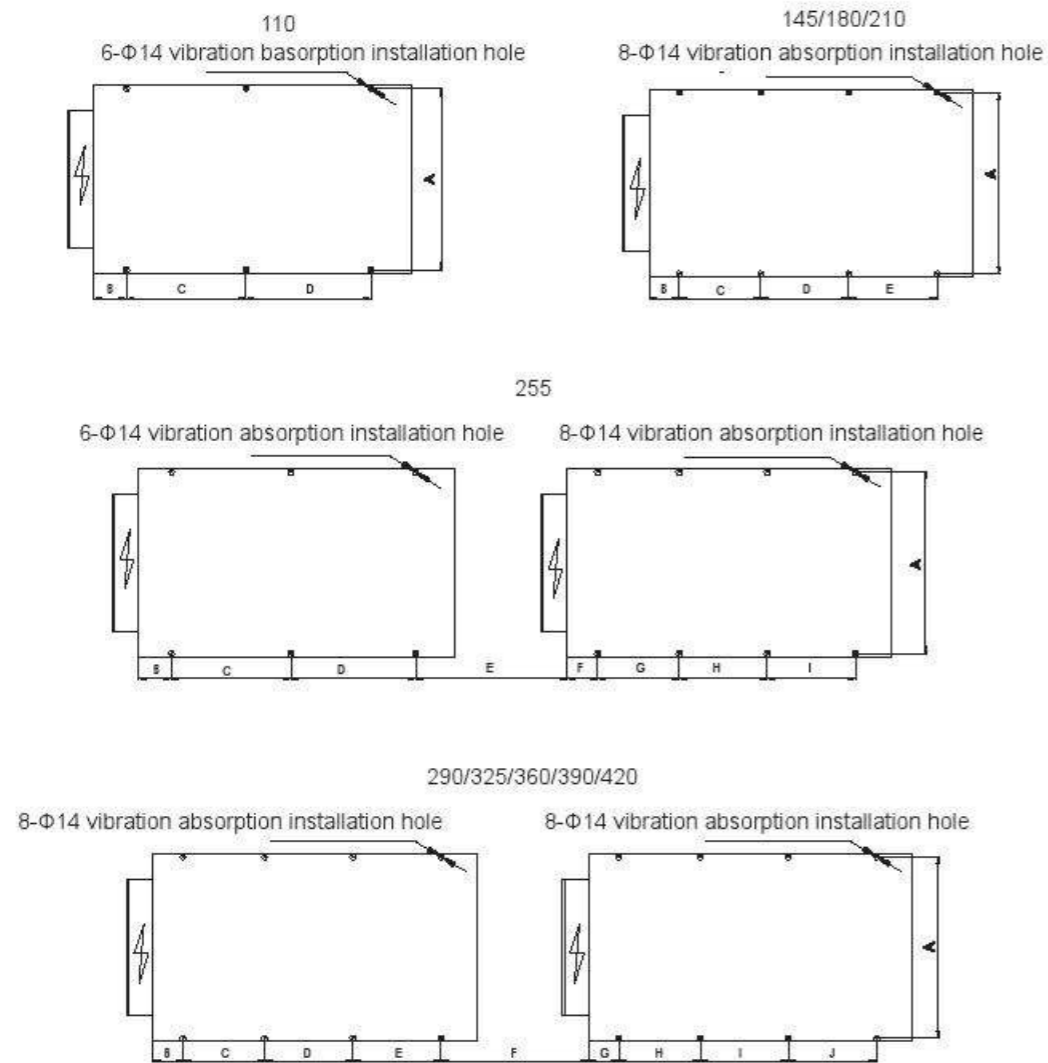 110
6-Φ14 vibration basorption installation hole
A
B C D
145/180/210
8-Φ14 vibration absorption installation hole
A
B C D E
255
6-Φ14 vibration absorption installation hole
8-Φ14 vibration absorption installation hole
A
B C D E F G H I
290/325/360/390/420
8-Φ14 vibration absorption installation hole
8-Φ14 vibration absorption installation hole
A
B C D E F G H I J